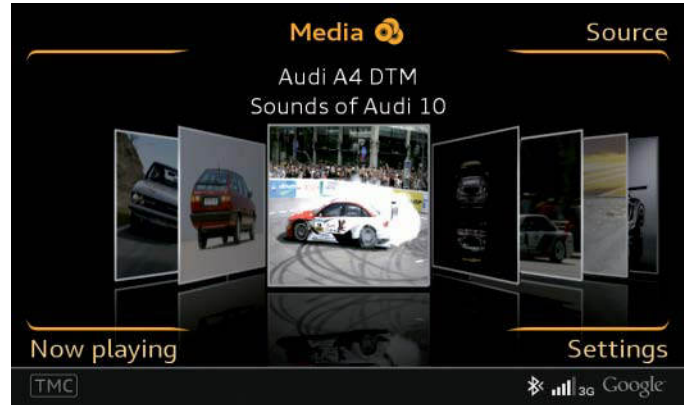 Media
Source
Audi A4 DTM
Sounds of Audi 10
Now playing
Settings
TMC
3G Google